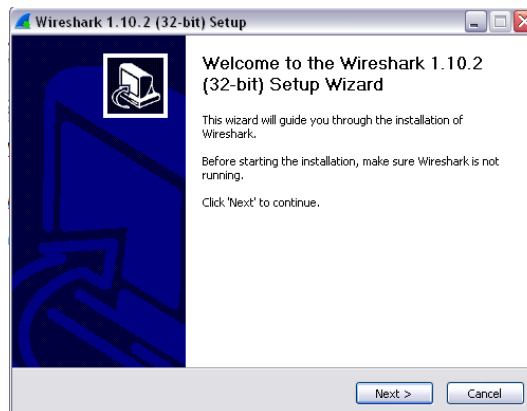 Wireshark 1.10.2 (32-bit) Setup
Welcome to the Wireshark 1.10.2
(32-bit) Setup Wizard
This wizard will guide you through the installation of
Wireshark.
Before starting the installation, make sure Wireshark is not
running.
Click 'Next' to continue.
Next >
Cancel